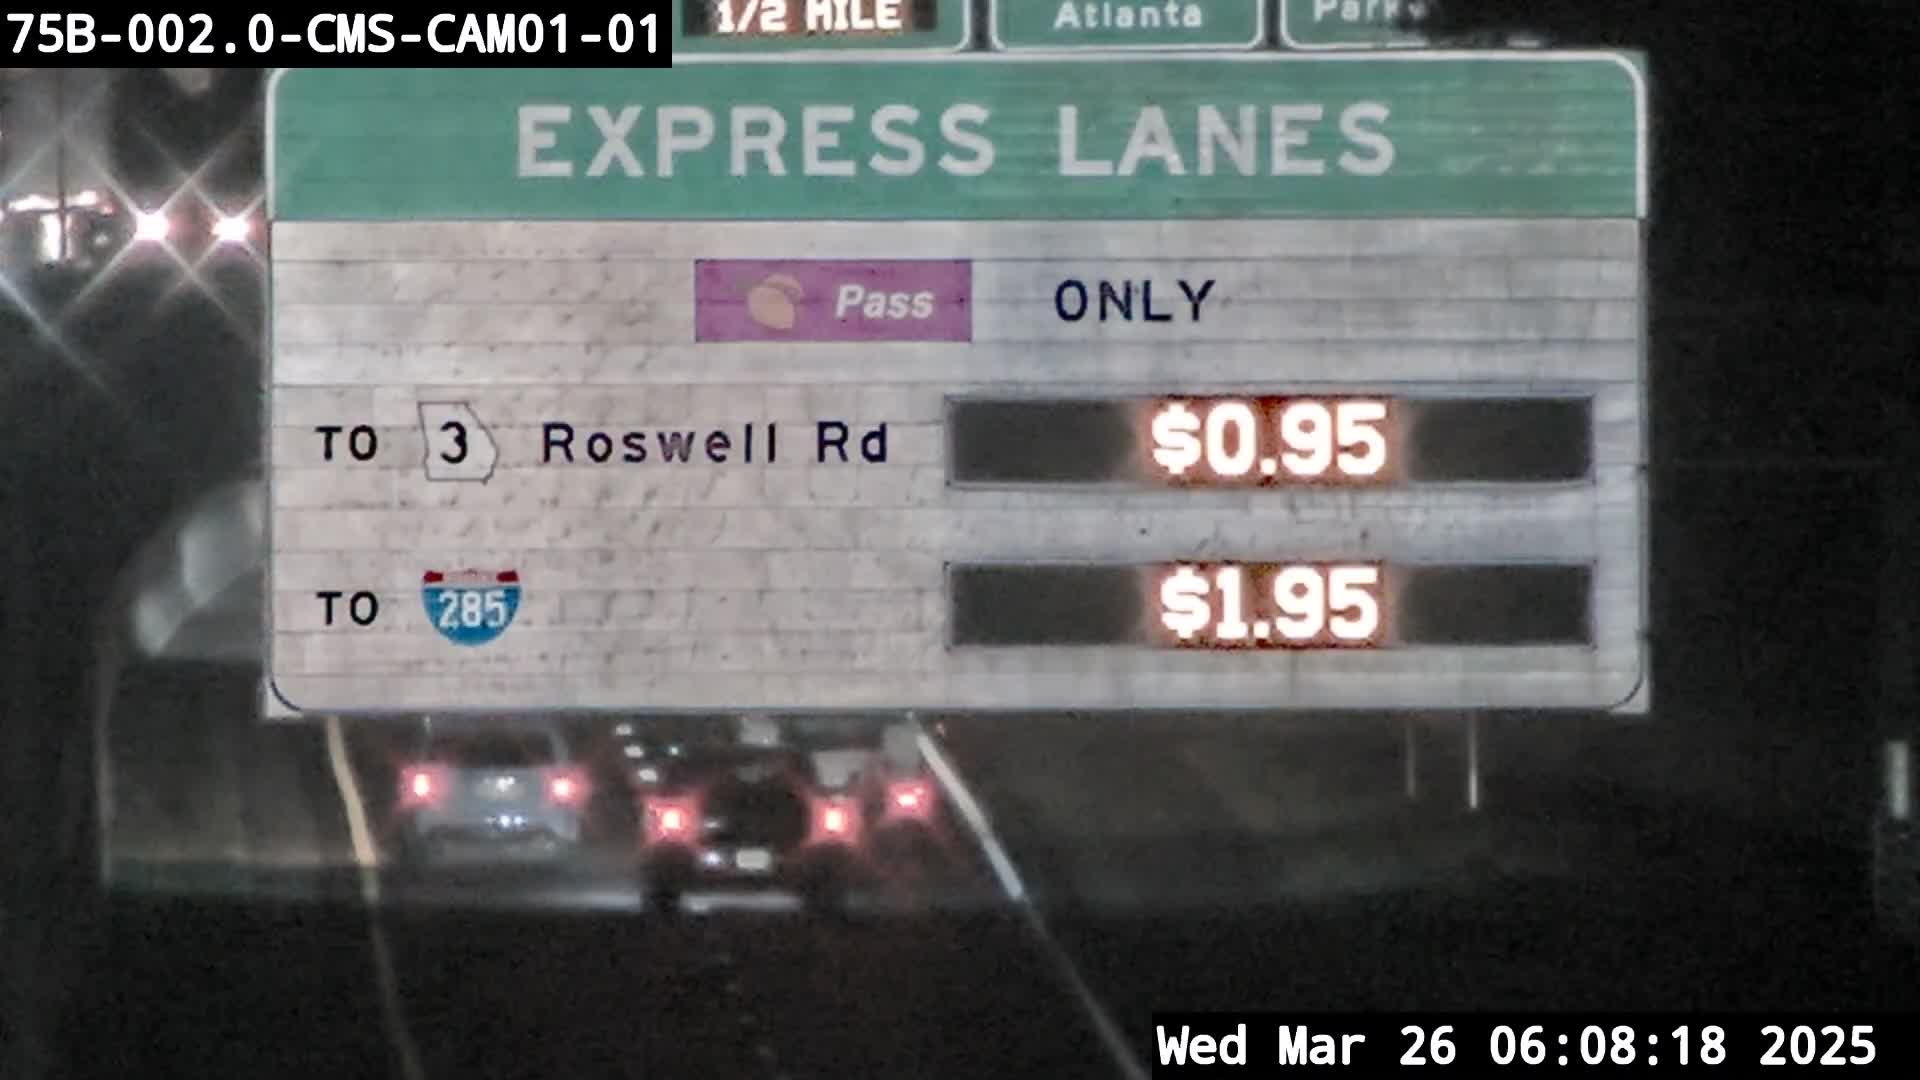 75B-002.0-CMS-CAM01-01
1/2 MILE
Atlanta
EXPRESS LANES
Pass ONLY
TO 3 Roswell Rd $0.95
TO 285 $1.95
Wed Mar 26 06:08:18 2025